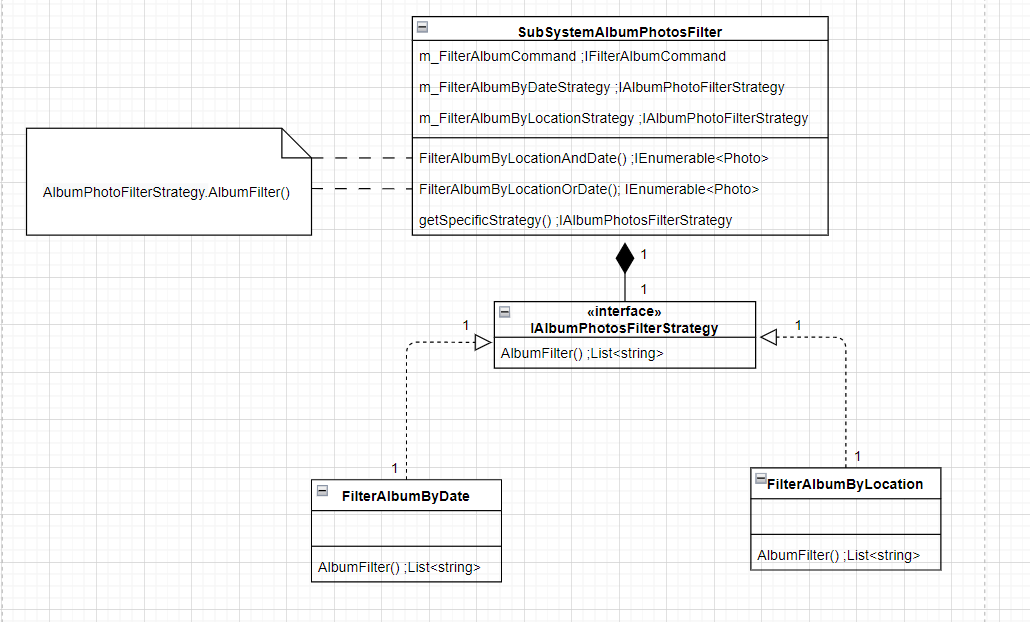 SubSystemAlbumPhotosFilter
m_FilterAlbumCommand ;IFilterAlbumCommand
m_FilterAlbumByDateStrategy ;IAlbumPhotoFilterStrategy
m_FilterAlbumByLocationStrategy ;IAlbumPhotoFilterStrategy
FilterAlbumByLocationAndDate() ;IEnumerable<Photo>
FilterAlbumByLocationOrDate(); IEnumerable<Photo>
getSpecificStrategy() ;IAlbumPhotosFilterStrategy
AlbumPhotoFilterStrategy.AlbumFilter()
1
1
«interface»
IAlbumPhotosFilterStrategy
AlbumFilter() ;List<string>
1
1
1
FilterAlbumByDate
AlbumFilter() ;List<string>
1
FilterAlbumByLocation
AlbumFilter() ;List<string>